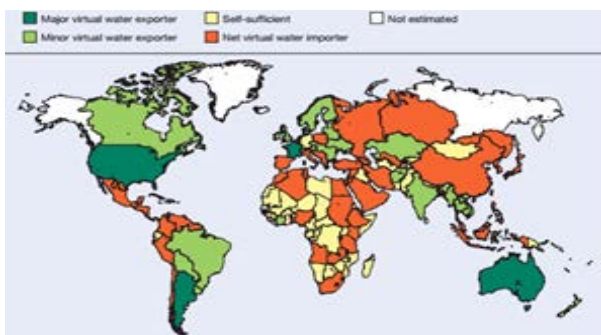 Major virtual water exporter Self-sufficient Not estimated
Minor virtual water exporter Net virtual water importer